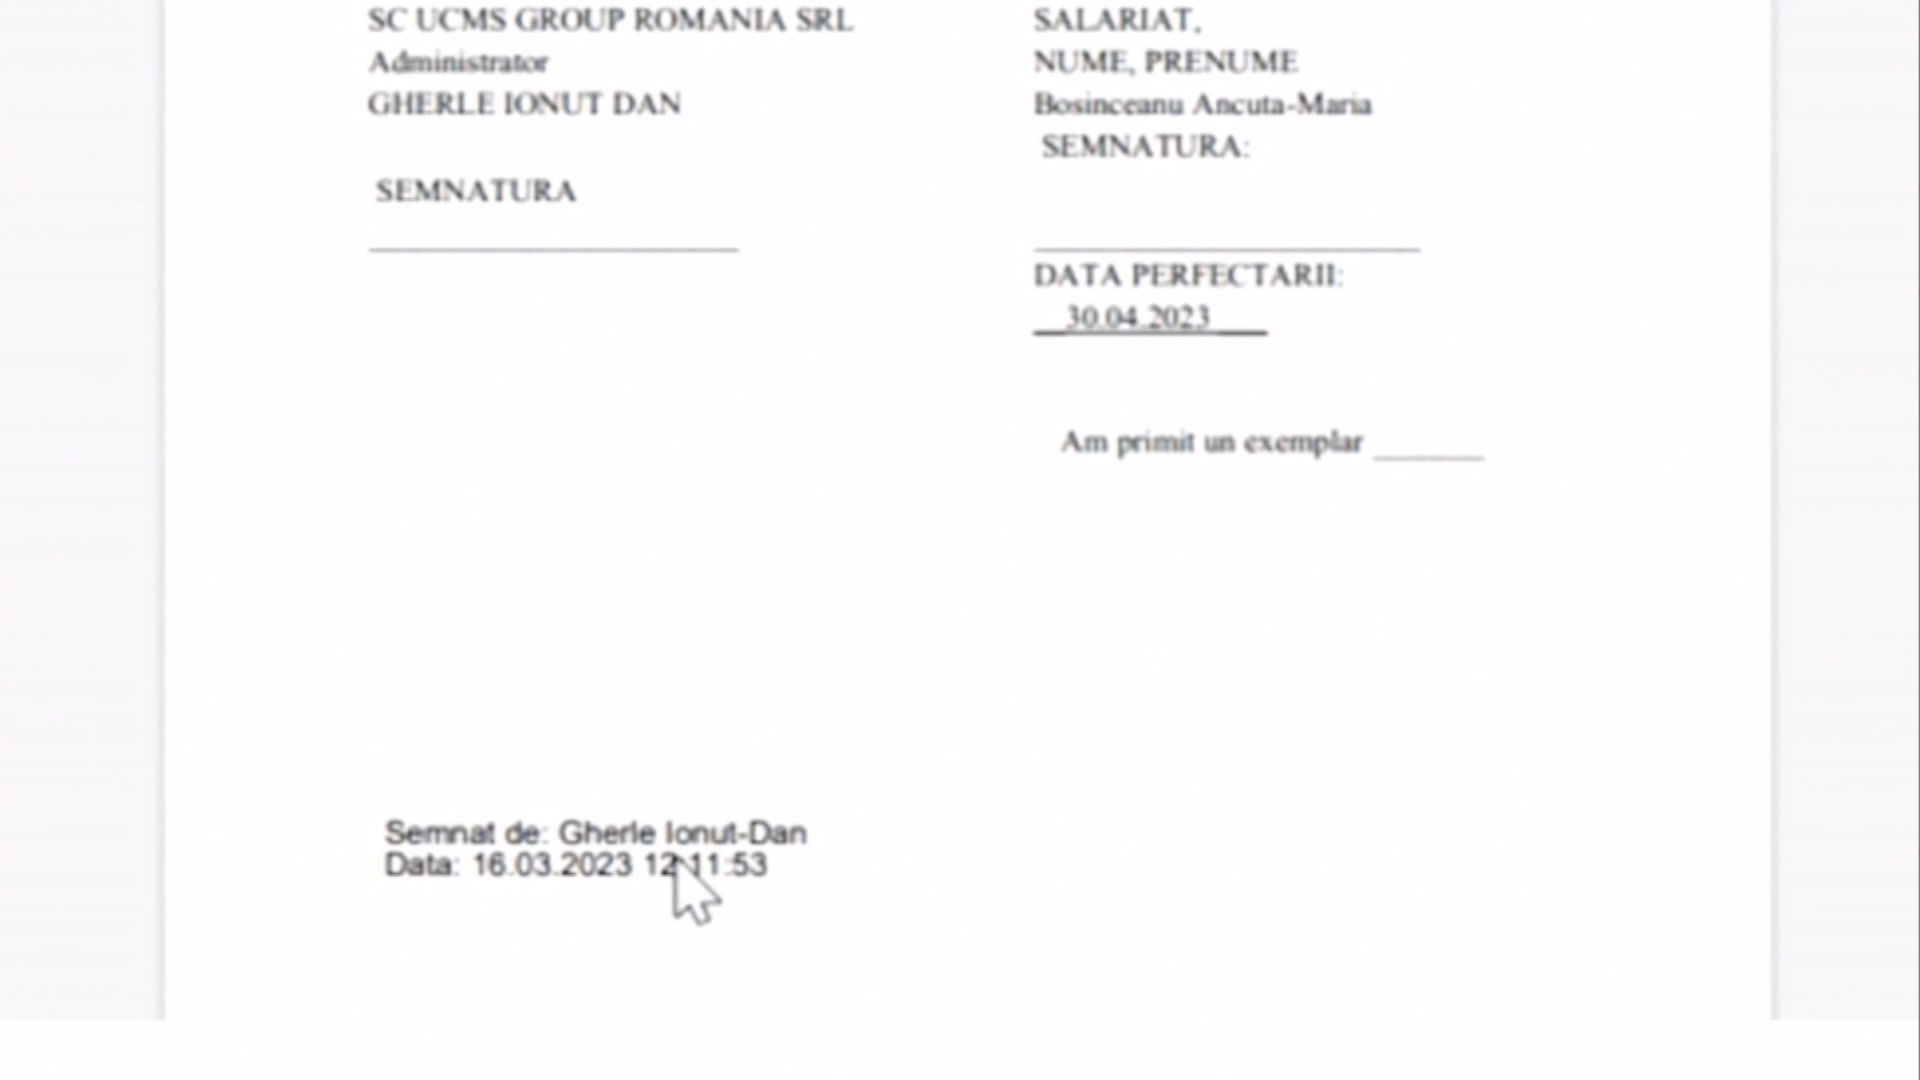 SC UCMS GROUP ROMANIA SRL
Administrator
GHERLE IONUT DAN
SEMNATURA
SALARIAT,
NUME, PRENUME
Bosinceanu Ancuta-Maria
SEMNATURA:
DATA PERFECTARII:
30.04.2023
Am primit un exemplar
Semnat de: Gherle Ionut-Dan
Data: 16.03.2023 12:11:53